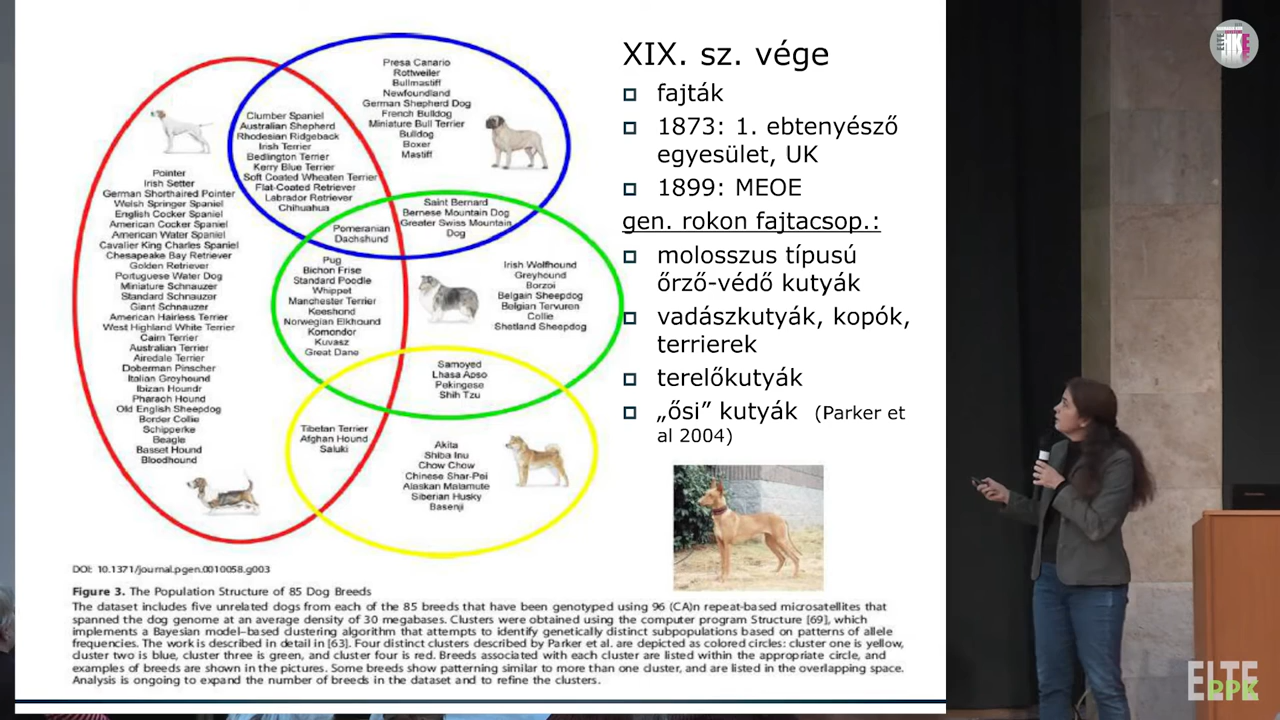 Presa Canario
Rottweiler
Bullmastiff
Newfoundland
German Shepherd Dog
French Bulldog
Miniature Bull Terrier
Bulldog
Boxer
Mastiff
Clumber Spaniel
Australian Shepherd
Rhodesian Ridgeback
Irish Terrier
Bedlington Terrier
Kerry Blue Terrier
Soft Coated Wheaten Terrier
Flat-Coated Retriever
Labrador Retriever
Chihuahua
Pointer
Irish Setter
German Shorthaired Pointer
Welsh Springer Spaniel
English Cocker Spaniel
American Cocker Spaniel
American Water Spaniel
Cavalier King Charles Spaniel
Chesapeake Bay Retriever
Golden Retriever
Portuguese Water Dog
Miniature Schnauzer
Standard Schnauzer
Giant Schnauzer
American Hairless Terrier
West Highland White Terrier
Cairn Terrier
Australian Terrier
Airedale Terrier
Doberman Pinscher
Italian Greyhound
Ibizan Houndr
Pharaoh Hound
Old English Sheepdog
Border Collie
Schipperke
Beagle
Basset Hound
Bloodhound
Saint Bernard
Bernese Mountain Dog
Greater Swiss Mountain
Dog
Pomeranian
Dachshund
Pug
Bichon Frise
Standard Poodle
Whippet
Manchester Terrier
Keeshond
Norwegian Elkhound
Komondor
Kuvasz
Great Dane
Irish Wolfhound
Greyhound
Borzoi
Belgain Sheepdog
Belgian Tervuren
Collie
Shetland Sheepdog
Samoyed
Lhasa Apso
Pekingese
Shih Tzu
Tibetan Terrier
Afghan Hound
Saluki
Akita
Shiba Inu
Chow Chow
Chinese Shar-Pei
Alaskan Malamute
Siberian Husky
Basenji
DOI: 10.1371/journal.pgen.0010058.g003
Figure 3. The Population Structure of 85 Dog Breeds
The dataset includes five unrelated dogs from each of the 85 breeds that have been genotyped using 96 (CA)n repeat-based microsatellites that
spanned the dog genome at an average density of 30 megabases. Clusters were obtained using the computer program Structure [69], which
implements a Bayesian model–based clustering algorithm that attempts to identify genetically distinct subpopulations based on patterns of allele
frequencies. The work is described in detail in [63]. Four distinct clusters described by Parker et al. are depicted as colored circles: cluster one is yellow,
cluster two is blue, cluster three is green, and cluster four is red. Breeds associated with each cluster are listed within the appropriate circle, and
examples of breeds are shown in the pictures. Some breeds show patterning similar to more than one cluster, and are listed in the overlapping space.
Analysis is ongoing to expand the number of breeds in the dataset and to refine the clusters.
XIX. sz. vége
fajták
1873: 1. ebtenyésző
egyesület, UK
1899: MEOE
gen. rokon fajtacsop.:
molosszus típusú
őrző-védő kutyák
vadászkutyák, kopók,
terrierek
terelőkutyák
„ősi” kutyák (Parker et
al 2004)
ELTE
PPK